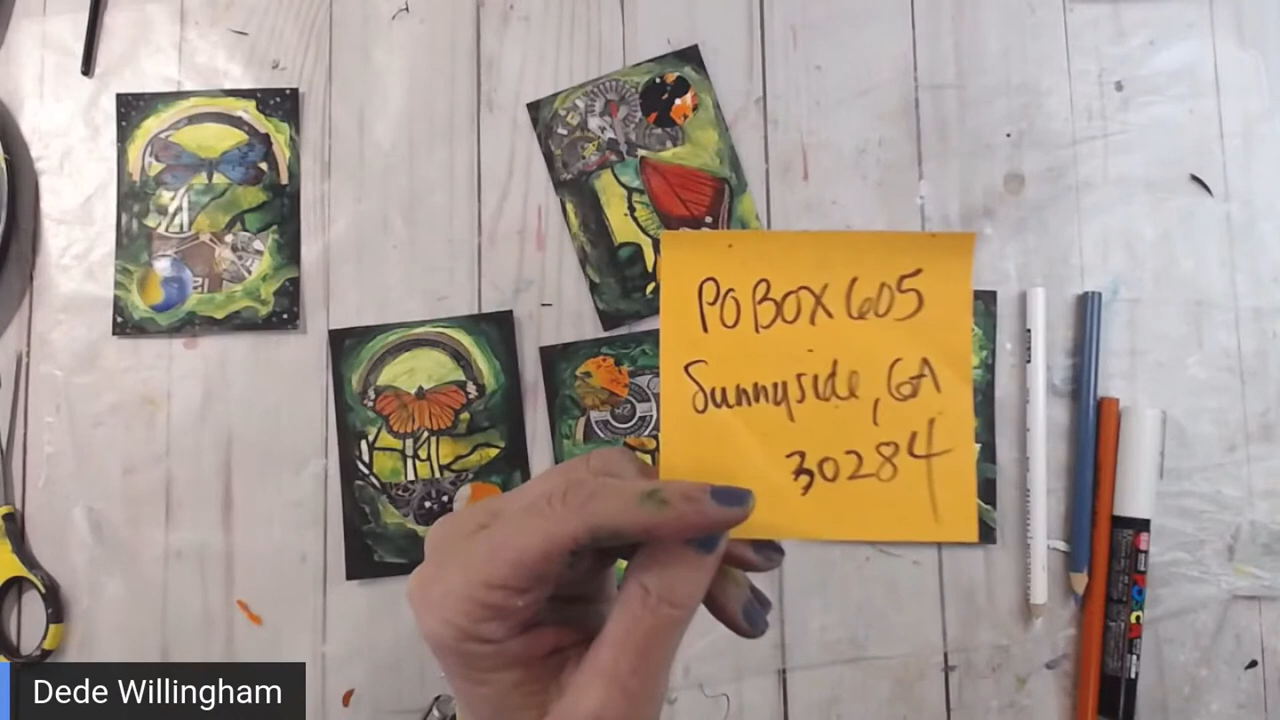 PO BOX 605
Sunnyside, GA
30284
POSCA
Dede Willingham